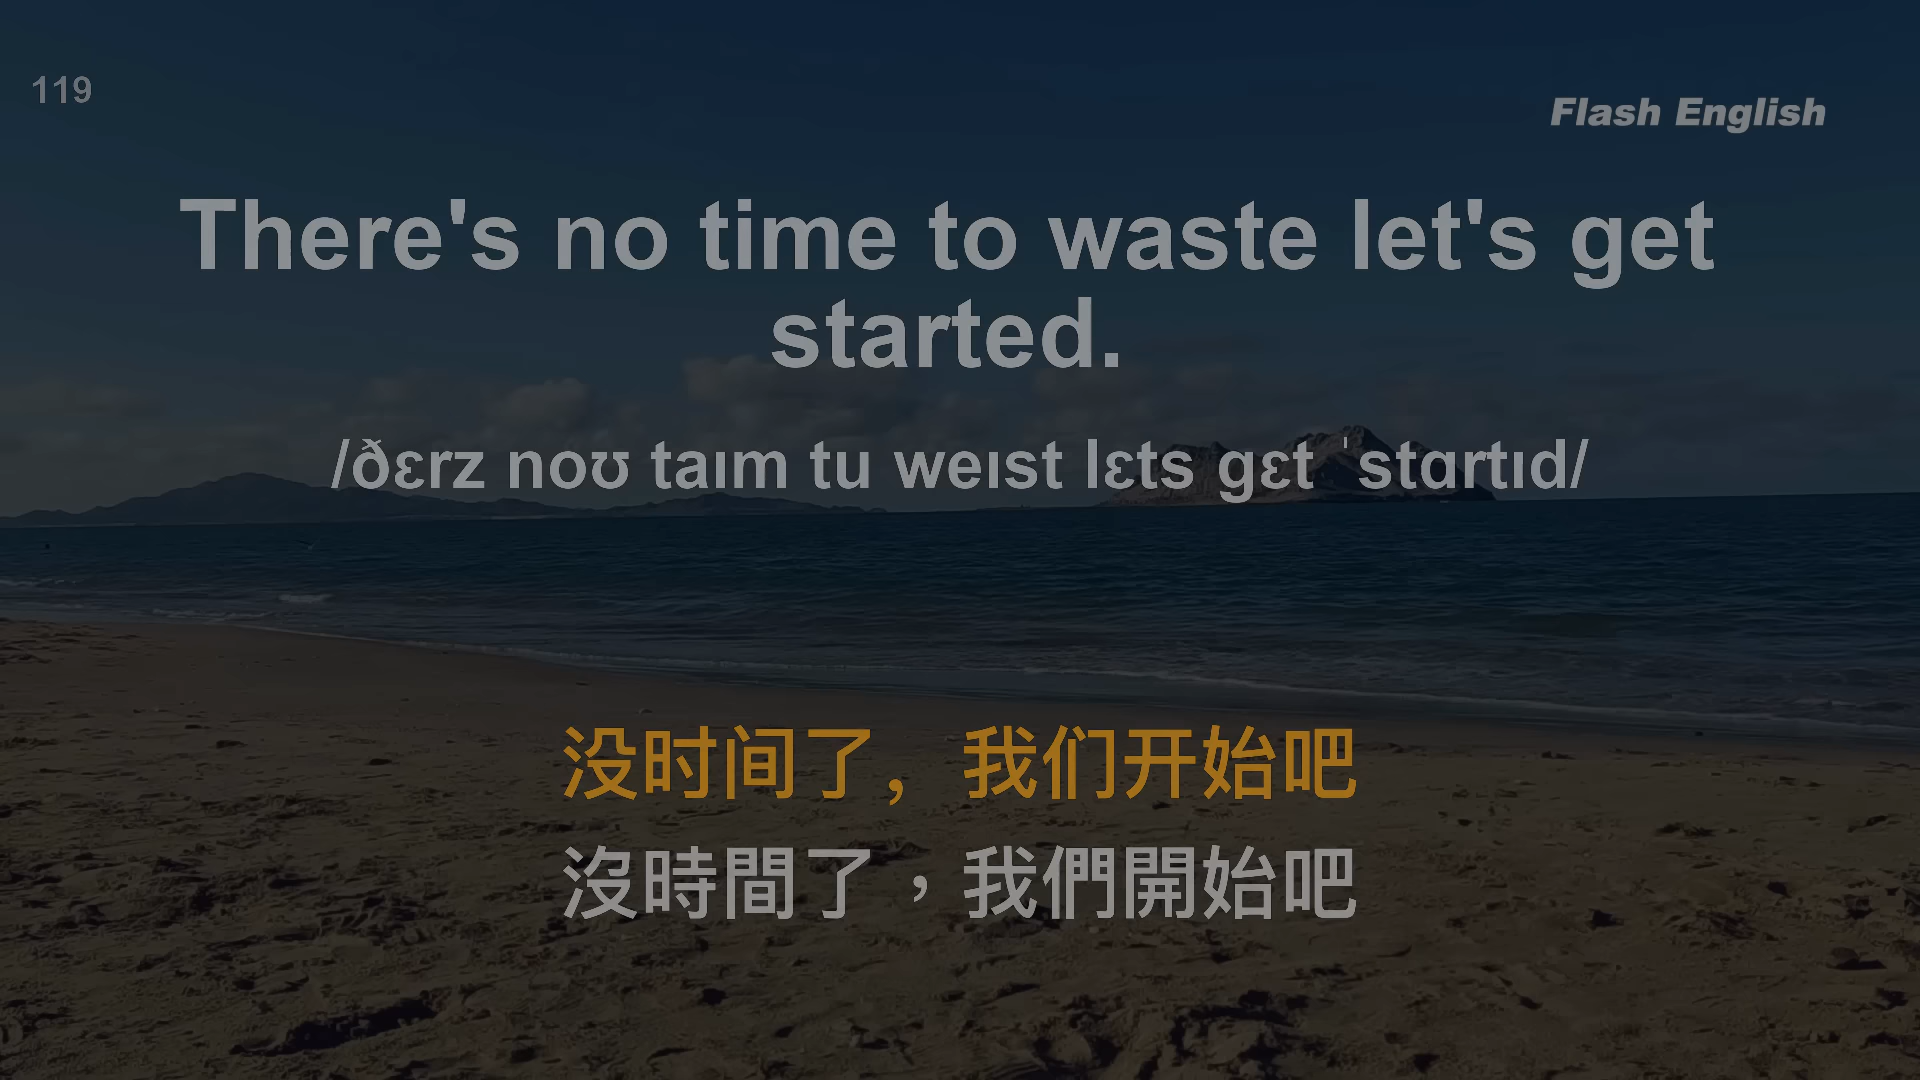 119
Flash English
There's no time to waste let's get
started.
/ðɛrz noʊ taɪm tu weɪst lɛts gɛt ˈstɑrtɪd/
没时间了，我们开始吧
沒時間了，我們開始吧